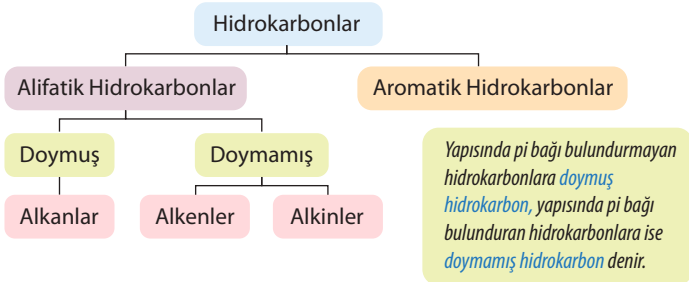 Hidrokarbonlar
Alifatik Hidrokarbonlar
Aromatik Hidrokarbonlar
Doymuş
Doymamış
Alkanlar
Alkenler
Alkinler
Yapısında pi bağı bulundurmayan
hidrokarbonlara doymuş
hidrokarbon, yapısında pi bağı
bulunduran hidrokarbonlara ise
doymamış hidrokarbon denir.